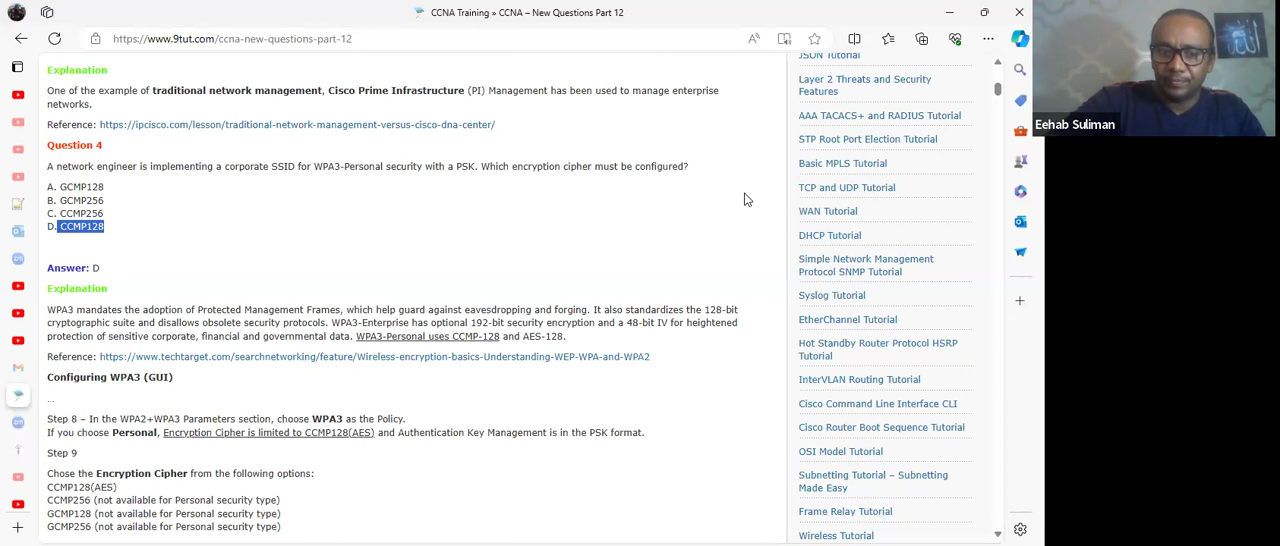 CCNA Training » CCNA – New Questions Part 12
https://www.9tut.com/ccna-new-questions-part-12
Explanation
One of the example of traditional network management, Cisco Prime Infrastructure (PI) Management has been used to manage enterprise
networks.
Reference: https://ipcisco.com/lesson/traditional-network-management-versus-cisco-dna-center/
Question 4
A network engineer is implementing a corporate SSID for WPA3-Personal security with a PSK. Which encryption cipher must be configured?
A. GCMP128
B. GCMP256
C. CCMP256
D. CCMP128
Answer: D
Explanation
WPA3 mandates the adoption of Protected Management Frames, which help guard against eavesdropping and forging. It also standardizes the 128-bit
cryptographic suite and disallows obsolete security protocols. WPA3-Enterprise has optional 192-bit security encryption and a 48-bit IV for heightened
protection of sensitive corporate, financial and governmental data. WPA3-Personal uses CCMP-128 and AES-128.
Reference: https://www.techtarget.com/searchnetworking/feature/Wireless-encryption-basics-Understanding-WEP-WPA-and-WPA2
Configuring WPA3 (GUI)
...
Step 8 – In the WPA2+WPA3 Parameters section, choose WPA3 as the Policy.
If you choose Personal, Encryption Cipher is limited to CCMP128(AES) and Authentication Key Management is in the PSK format.
Step 9
Chose the Encryption Cipher from the following options:
CCMP128(AES)
CCMP256 (not available for Personal security type)
GCMP128 (not available for Personal security type)
GCMP256 (not available for Personal security type)
JSON Tutorial
Layer 2 Threats and Security
Features
AAA TACACS+ and RADIUS Tutorial
STP Root Port Election Tutorial
Basic MPLS Tutorial
TCP and UDP Tutorial
WAN Tutorial
DHCP Tutorial
Simple Network Management
Protocol SNMP Tutorial
Syslog Tutorial
EtherChannel Tutorial
Hot Standby Router Protocol HSRP
Tutorial
InterVLAN Routing Tutorial
Cisco Command Line Interface CLI
Cisco Router Boot Sequence Tutorial
OSI Model Tutorial
Subnetting Tutorial – Subnetting
Made Easy
Frame Relay Tutorial
Wireless Tutorial
Eehab Suliman